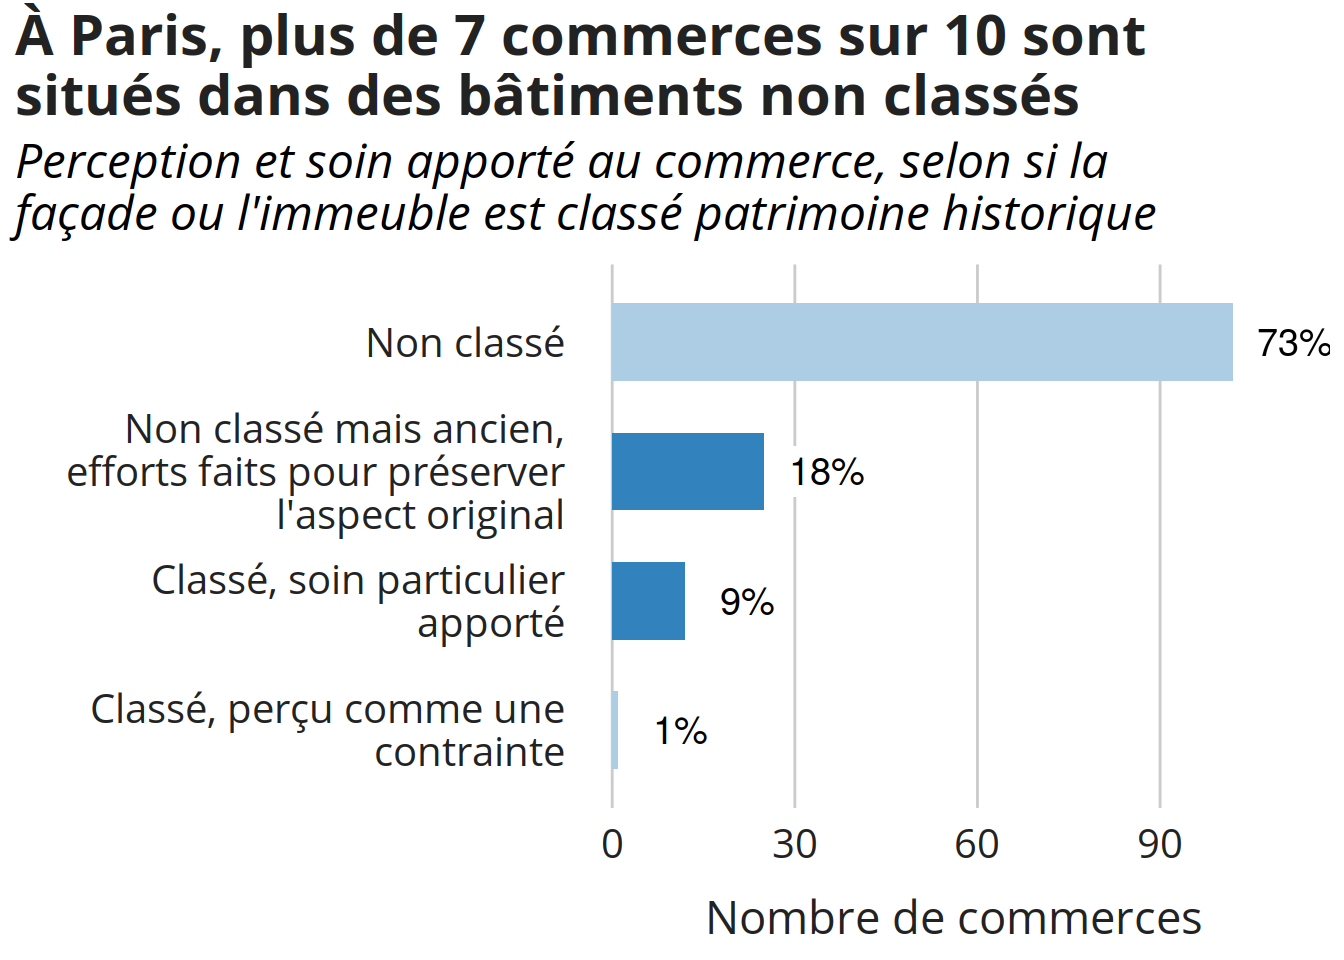 À Paris, plus de 7 commerces sur 10 sont
situés dans des bâtiments non classés
Perception et soin apporté au commerce, selon si la
façade ou l'immeuble est classé patrimoine historique
Non classé
73%
Non classé mais ancien,
efforts faits pour préserver
l'aspect original
18%
Classé, soin particulier
apporté
9%
Classé, perçu comme une
contrainte
1%
0 30 60 90
Nombre de commerces